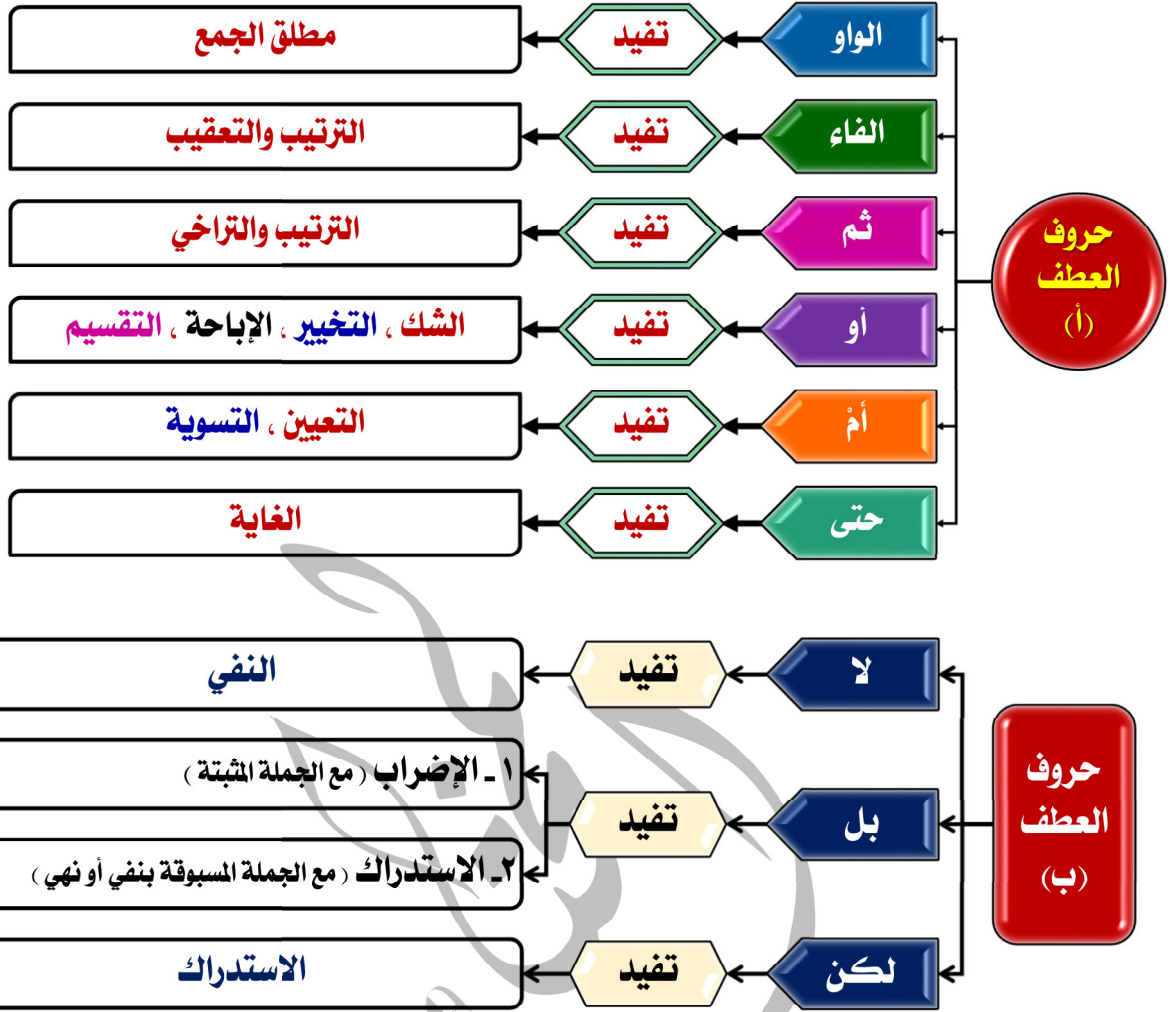 حروف
العطف
(أ)
الواو تفيد مطلق الجمع
الفاء تفيد الترتيب والتعقيب
ثم تفيد الترتيب والتراخي
أو تفيد الشك ، التخيير ، الإباحة ، التقسيم
أمْ تفيد التعيين ، التسوية
حتى تفيد الغاية
حروف
العطف
(ب)
لا تفيد النفي
بل تفيد
١ ـ الإضراب ( مع الجملة المثبتة )
٢ـ الاستدراك ( مع الجملة المسبوقة بنفي أو نهي )
لكن تفيد الاستدراك